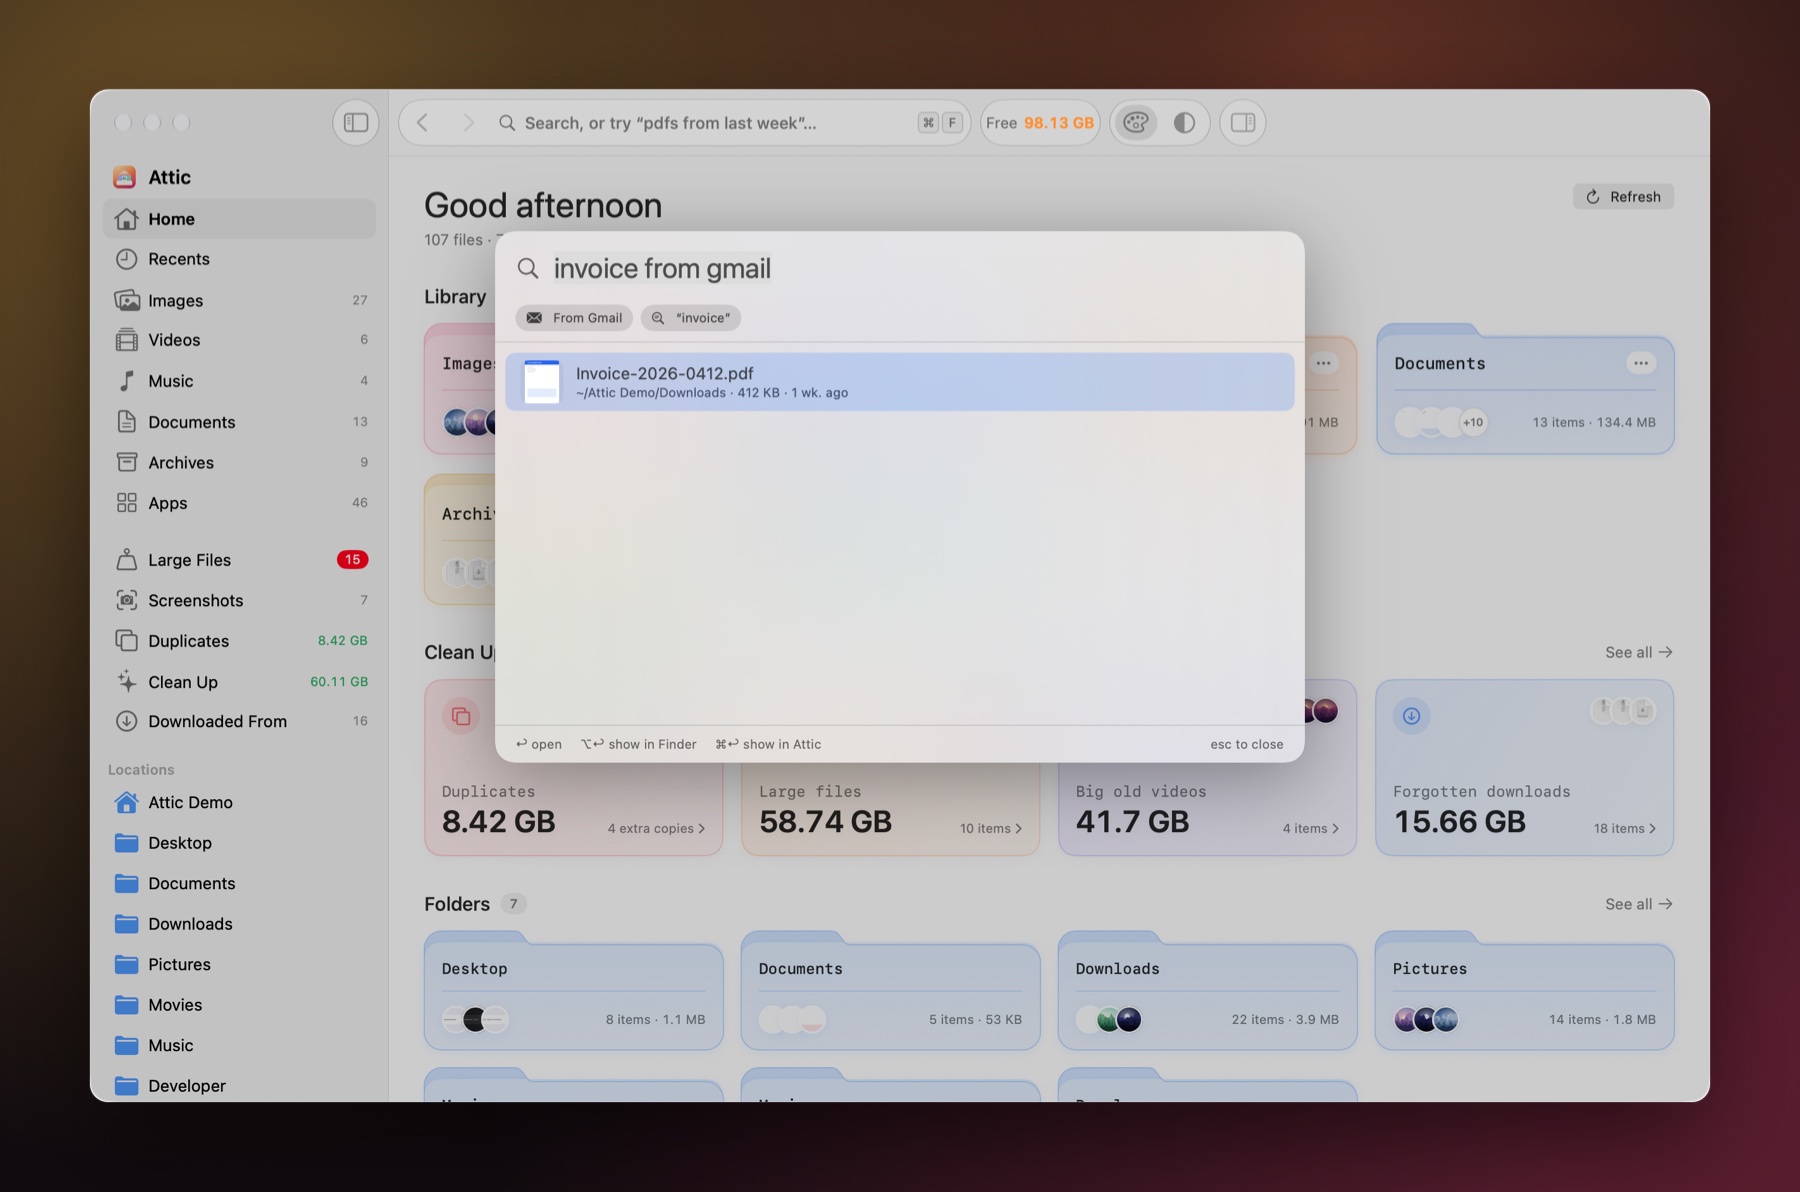 Search, or try “pdfs from last week”...
⌘ F
Free 98.13 GB
Attic
Home
Recents
Images 27
Videos 6
Music 4
Documents 13
Archives 9
Apps 46
Large Files 15
Screenshots 7
Duplicates 8.42 GB
Clean Up 60.11 GB
Downloaded From 16
Locations
Attic Demo
Desktop
Documents
Downloads
Pictures
Movies
Music
Developer
Good afternoon
Refresh
107 files ·
invoice from gmail
From Gmail
“invoice”
Invoice-2026-0412.pdf
~/Attic Demo/Downloads · 412 KB · 1 wk. ago
↩ open
⌥↩ show in Finder
⌘↩ show in Attic
esc to close
Library
Images
MB
Documents
+10
13 items · 134.4 MB
Archi
Clean U
See all →
Duplicates
8.42 GB
4 extra copies >
Large files
58.74 GB
10 items >
Big old videos
41.7 GB
4 items >
Forgotten downloads
15.66 GB
18 items >
Folders 7
See all →
Desktop
8 items · 1.1 MB
Documents
5 items · 53 KB
Downloads
22 items · 3.9 MB
Pictures
14 items · 1.8 MB